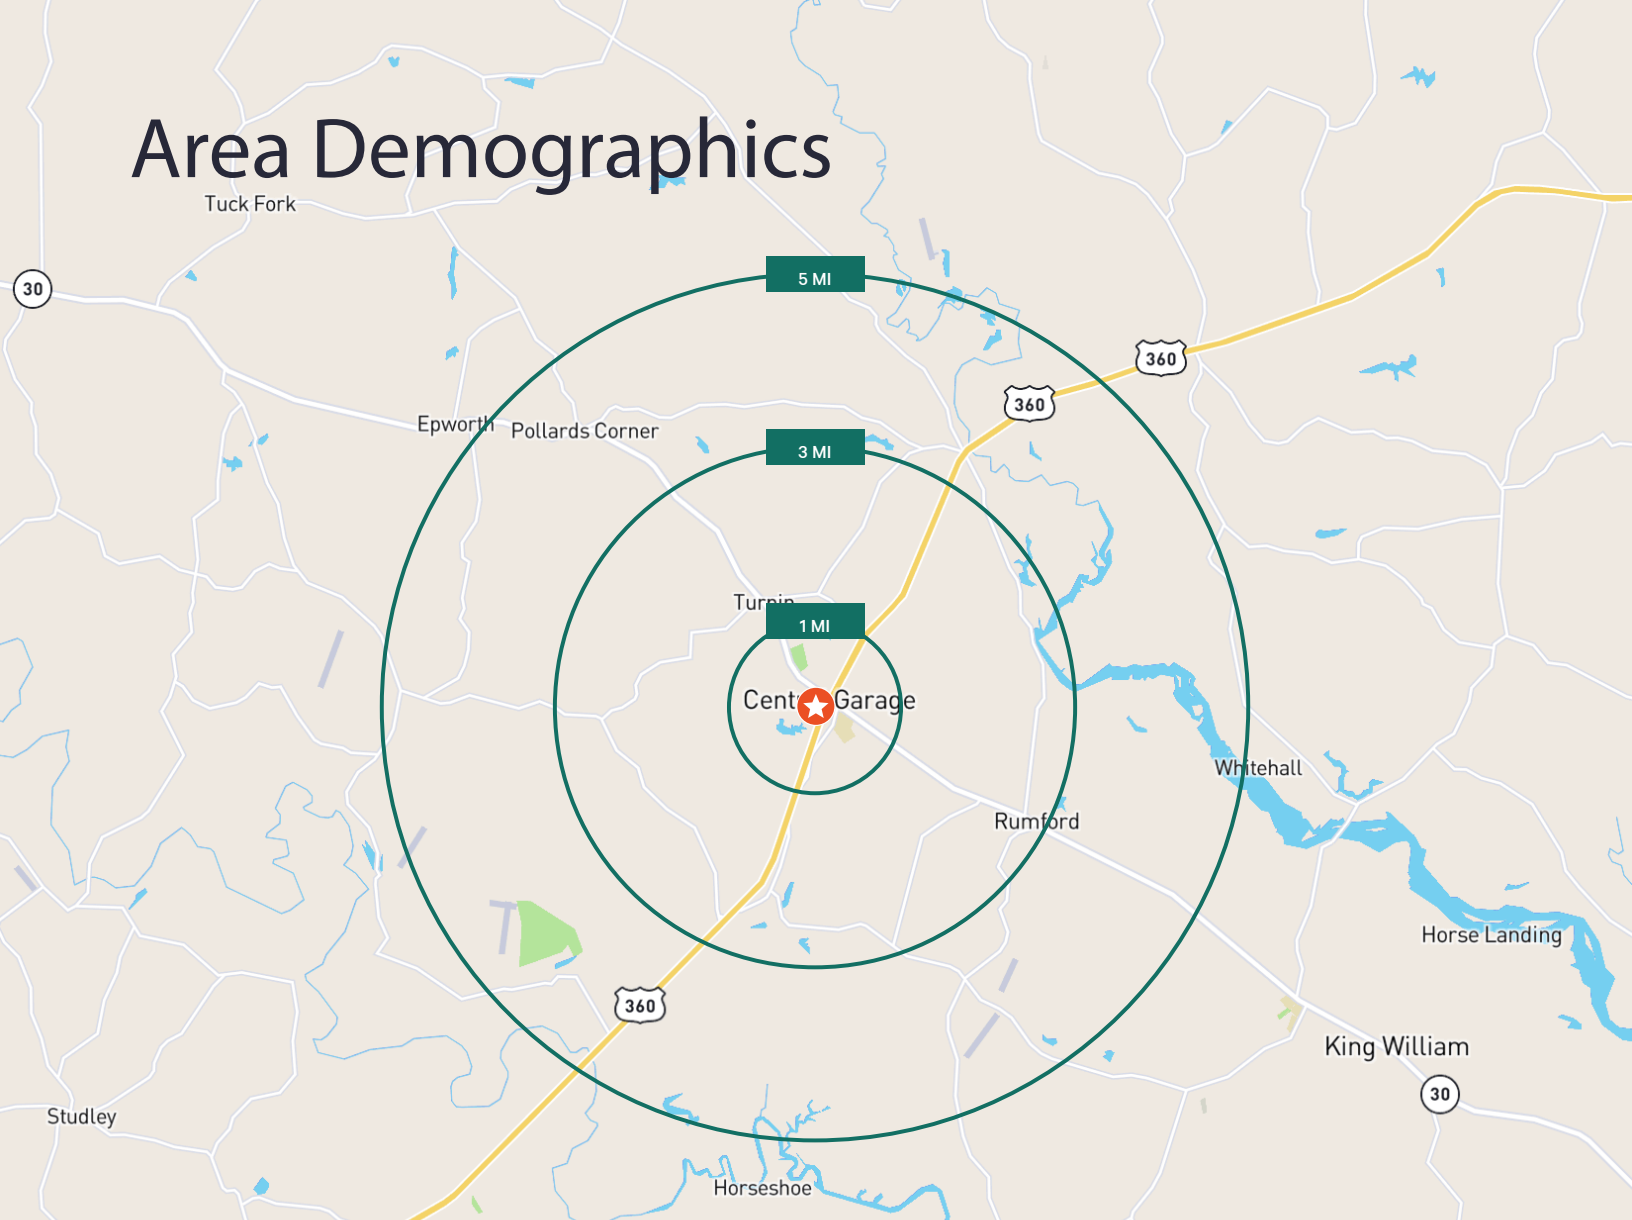 Area Demographics
Tuck Fork
5 MI
30
360
360
Epworth
Pollards Corner
3 MI
Turpin
1 MI
Garage
Whitehall
Rumford
Horse Landing
360
King William
30
Studley
Horseshoe